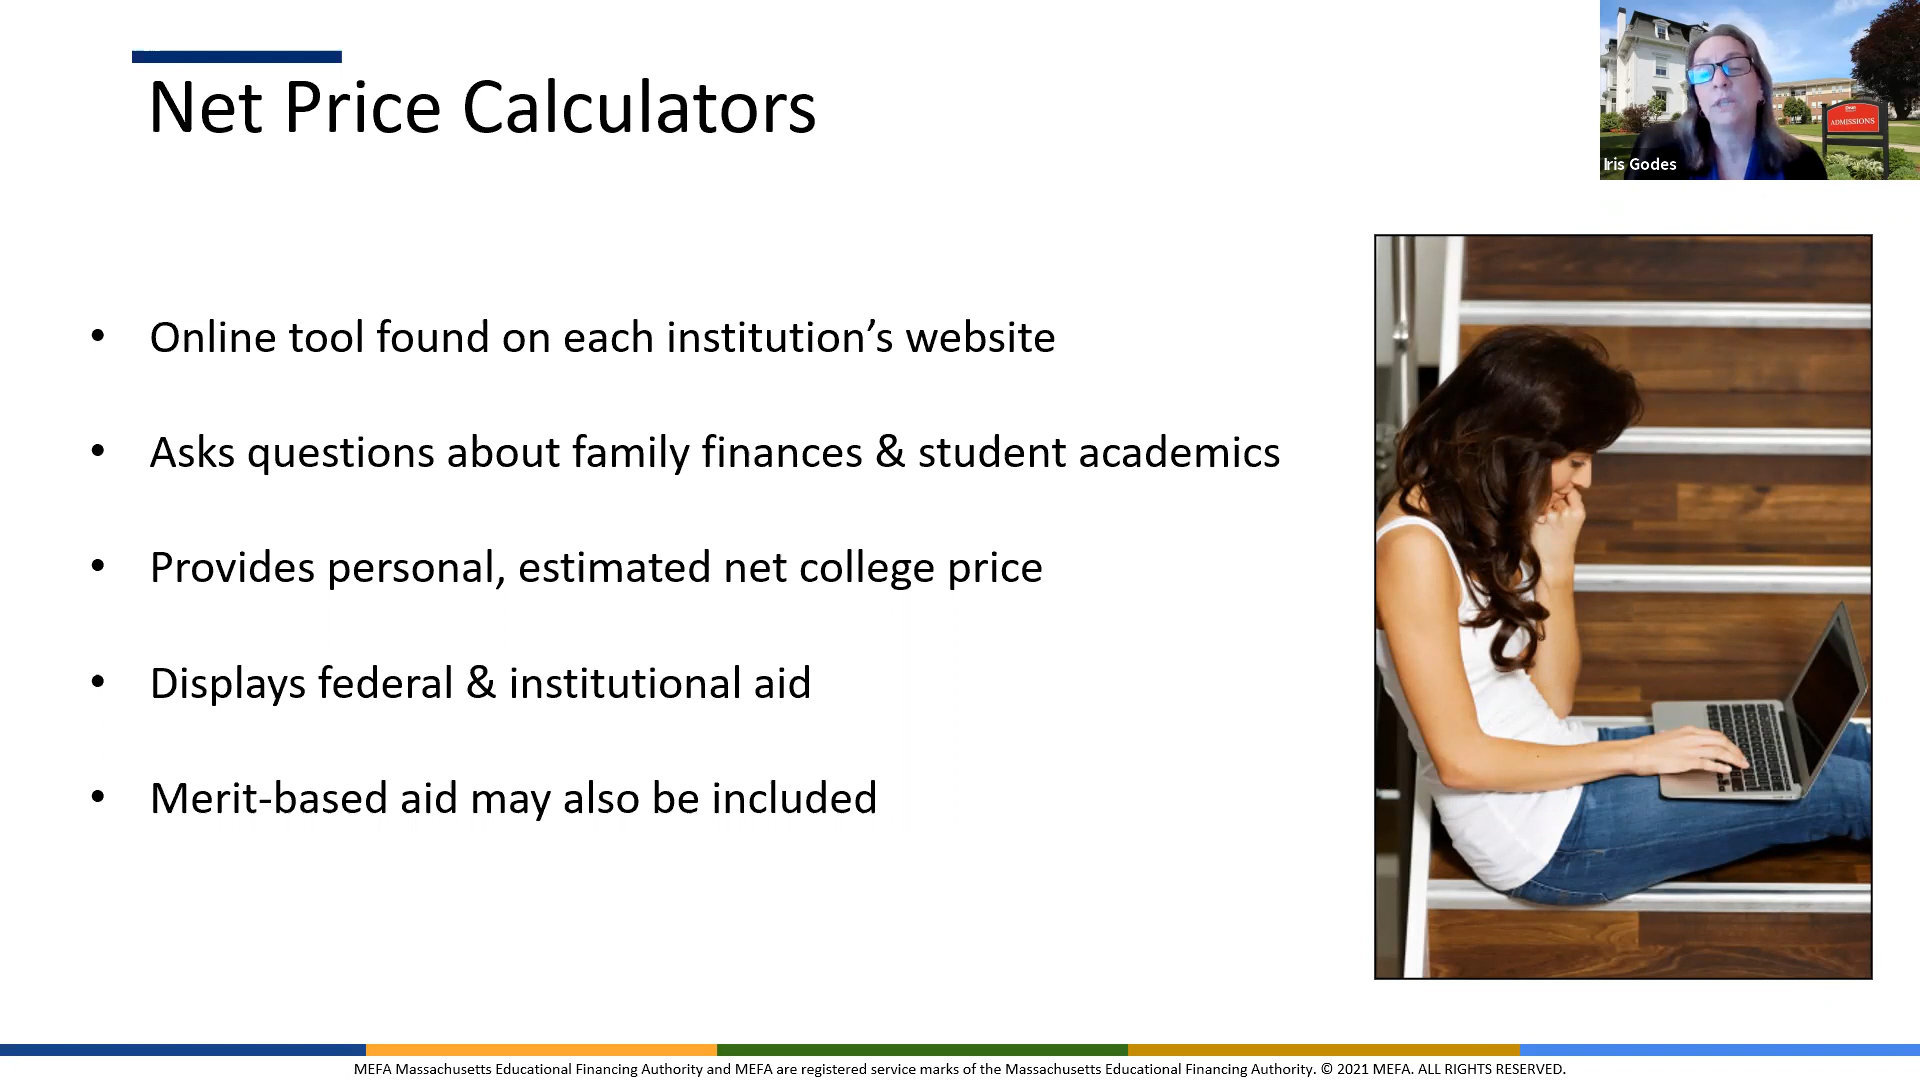 Net Price Calculators
ADMISSIONS
Iris Godes
• Online tool found on each institution’s website
• Asks questions about family finances & student academics
• Provides personal, estimated net college price
• Displays federal & institutional aid
• Merit-based aid may also be included
MEFA Massachusetts Educational Financing Authority and MEFA are registered service marks of the Massachusetts Educational Financing Authority. © 2021 MEFA. ALL RIGHTS RESERVED.